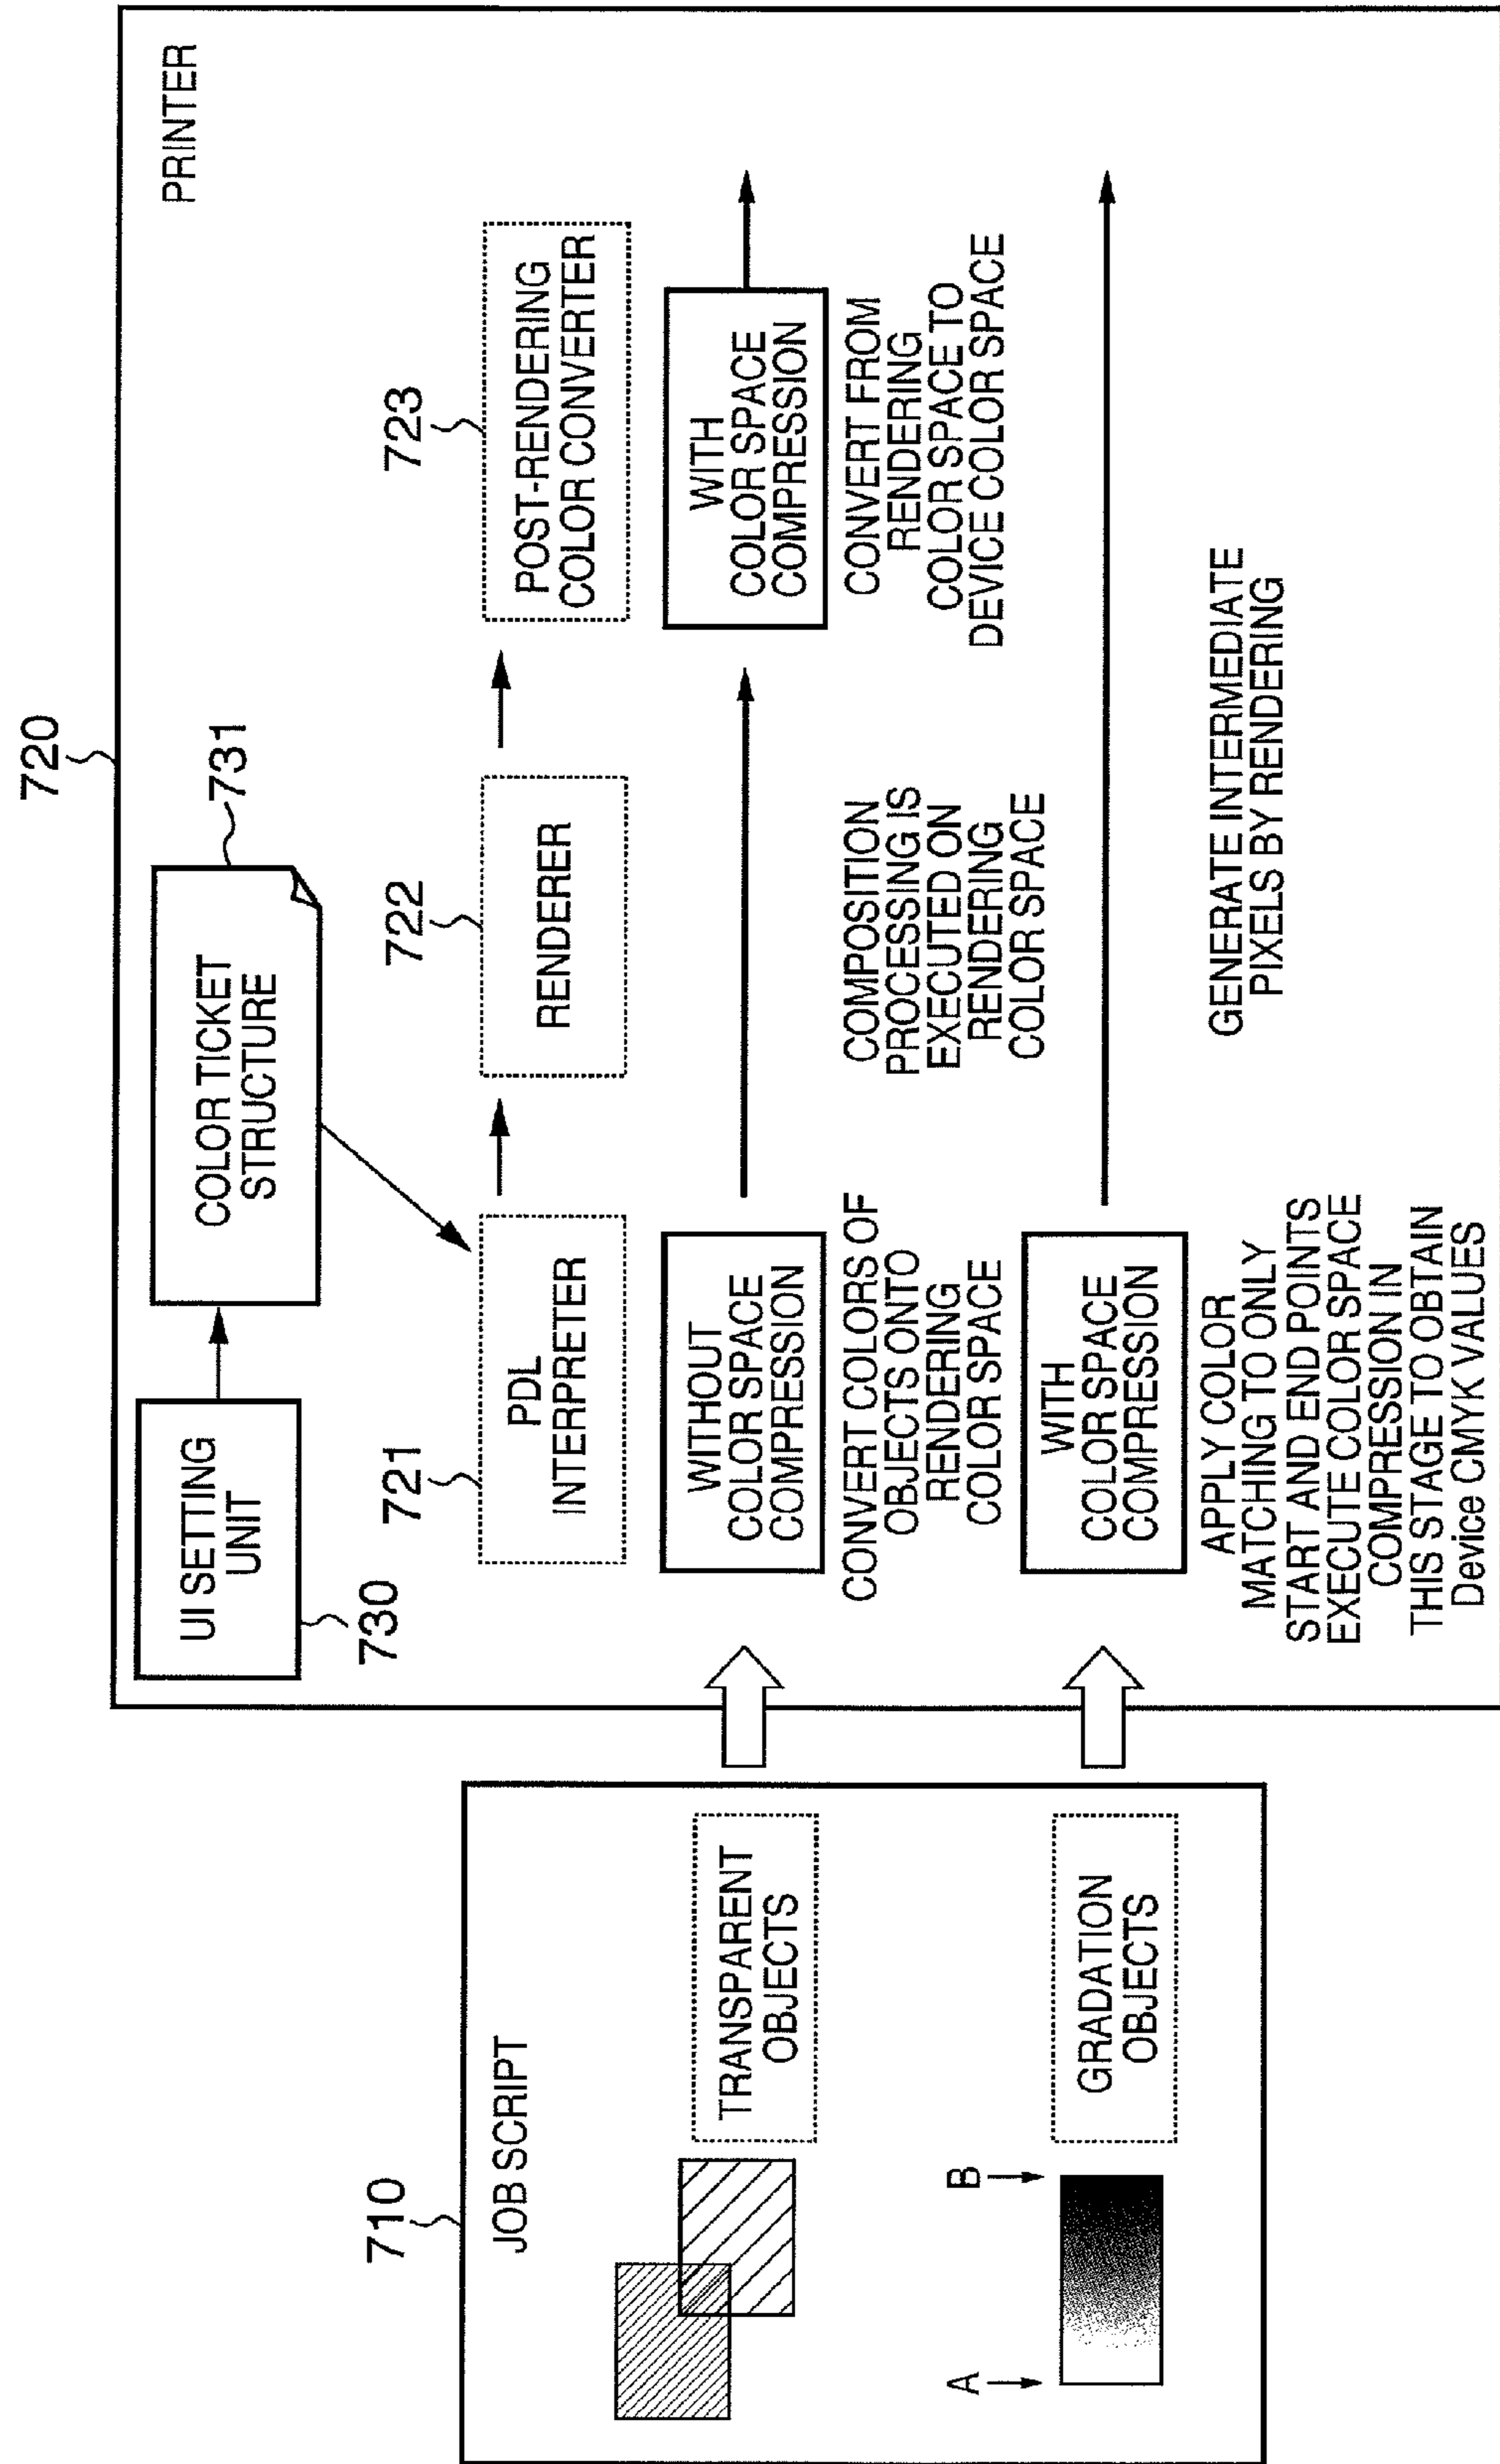 720
PRINTER
UI SETTING
UNIT
730
COLOR TICKET
STRUCTURE
731
721
PDL
INTERPRETER
722
RENDERER
723
POST-RENDERING
COLOR CONVERTER
710
JOB SCRIPT
TRANSPARENT
OBJECTS
WITHOUT
COLOR SPACE
COMPRESSION
CONVERT COLORS OF
OBJECTS ONTO
RENDERING
COLOR SPACE
COMPOSITION
PROCESSING IS
EXECUTED ON
RENDERING
COLOR SPACE
WITH
COLOR SPACE
COMPRESSION
CONVERT FROM
RENDERING
COLOR SPACE TO
DEVICE COLOR SPACE
A
B
GRADATION
OBJECTS
WITH
COLOR SPACE
COMPRESSION
APPLY COLOR
MATCHING TO ONLY
START AND END POINTS
EXECUTE COLOR SPACE
COMPRESSION IN
THIS STAGE TO OBTAIN
Device CMYK VALUES
GENERATE INTERMEDIATE
PIXELS BY RENDERING